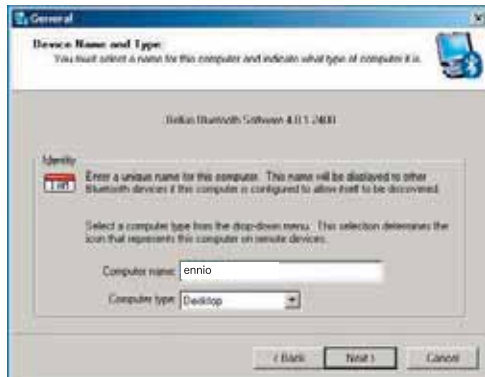 General
Device Name and Type
You must select a name for this computer and indicate what type of computer it is.
Belkin Bluetooth Software 4.0.1.2400
Identity
Enter a unique name for this computer. This name will be displayed to other
Bluetooth devices if this computer is configured to allow itself to be discovered.
Select a computer type from the drop-down menu. This selection determines the
icon that represents this computer on remote devices.
Computer name: ennio
Computer type: Desktop
< Back Next > Cancel